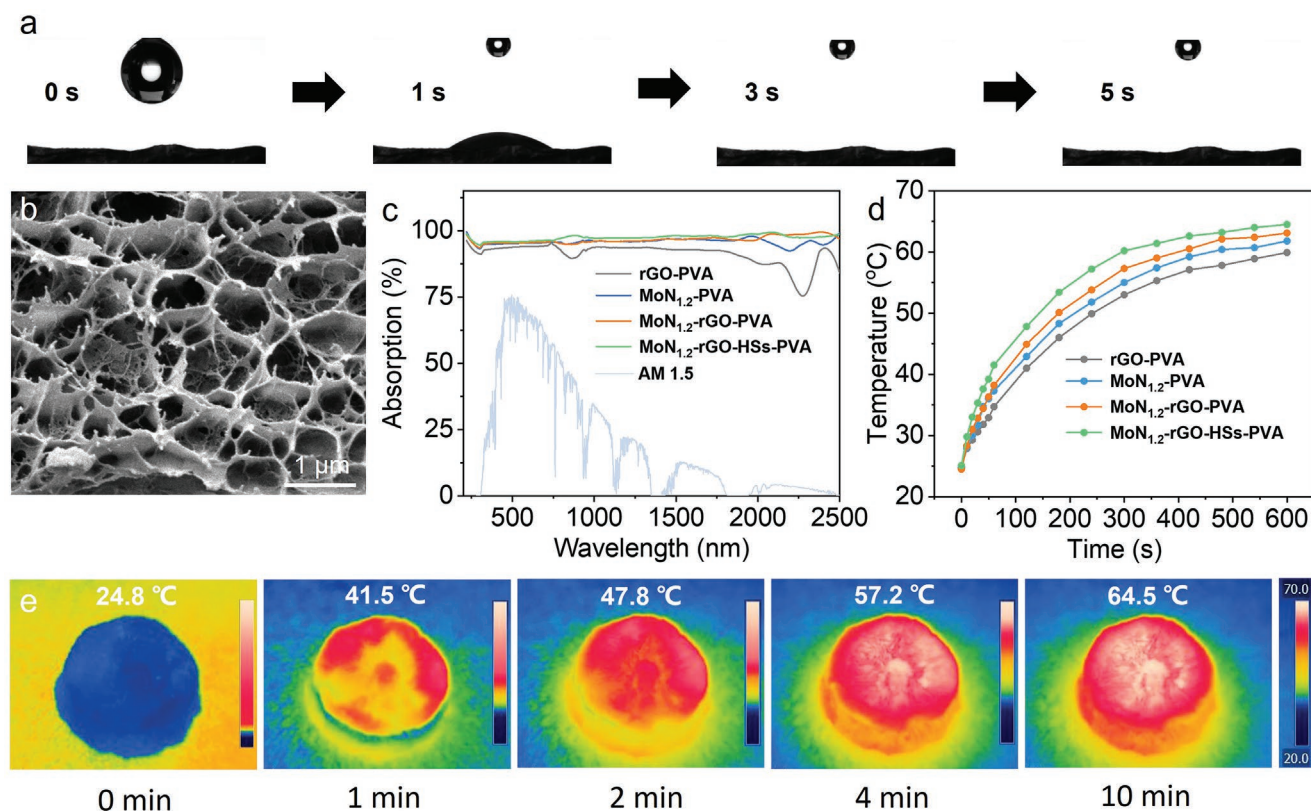 a
0 s
1 s
3 s
5 s
b
1 μm
c
100
75
50
25
0
Absorption (%)
rGO-PVA
MoN1.2-PVA
MoN1.2-rGO-PVA
MoN1.2-rGO-HSs-PVA
AM 1.5
500 1000 1500 2000 2500
Wavelength (nm)
d
70
60
50
40
30
20
Temperature (℃)
rGO-PVA
MoN1.2-PVA
MoN1.2-rGO-PVA
MoN1.2-rGO-HSs-PVA
0 100 200 300 400 500 600
Time (s)
e
24.8 ℃
41.5 ℃
47.8 ℃
57.2 ℃
64.5 ℃
70.0
20.0
0 min
1 min
2 min
4 min
10 min